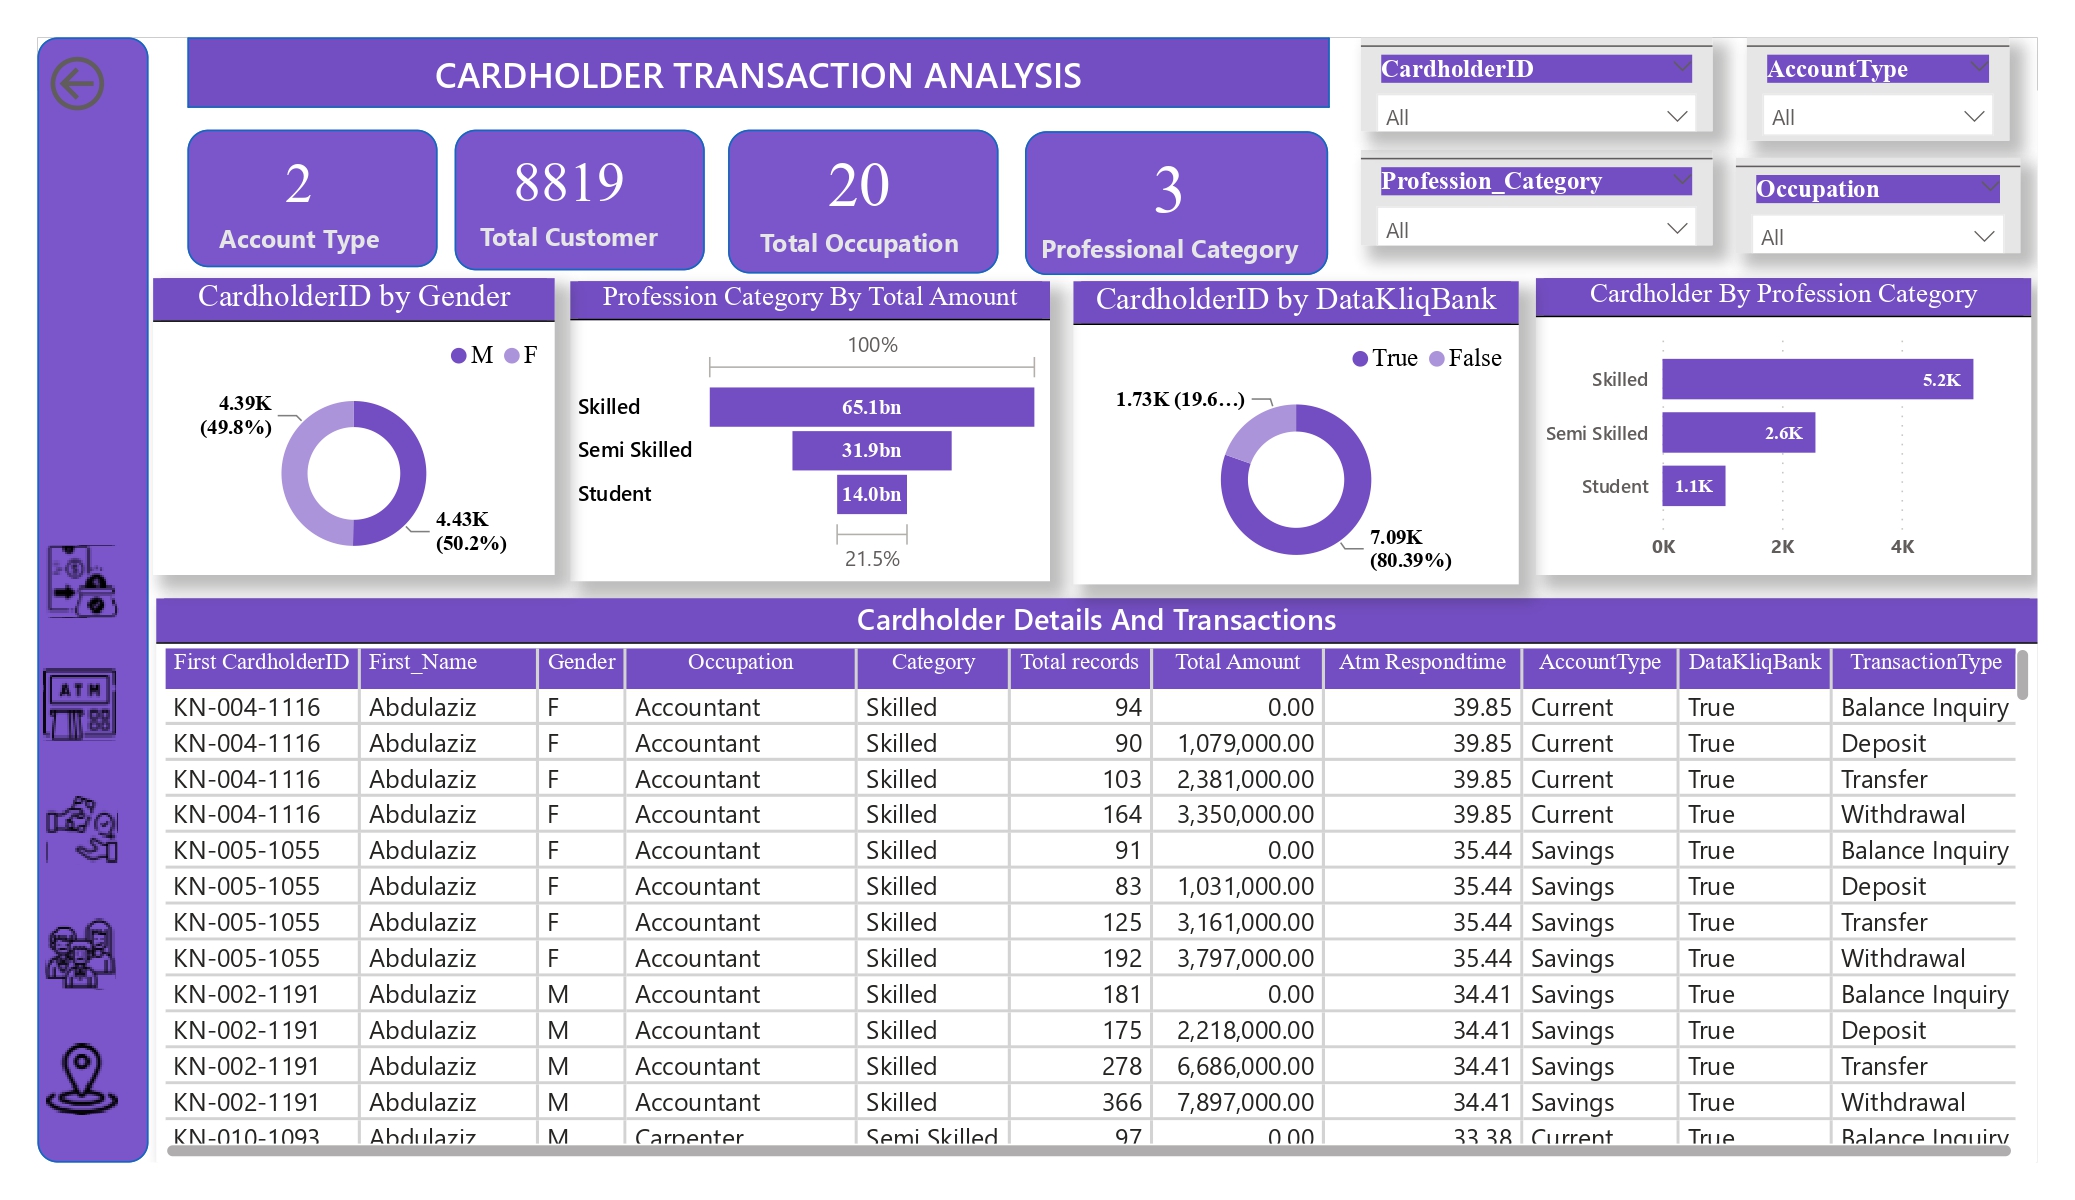 CARDHOLDER TRANSACTION ANALYSIS
CardholderID
All
AccountType
All
Profession_Category
All
Occupation
All
2
Account Type
8819
Total Customer
20
Total Occupation
3
Professional Category
CardholderID by Gender
M F
4.39K
(49.8%)
4.43K
(50.2%)
Profession Category By Total Amount
100%
Skilled 65.1bn
Semi Skilled 31.9bn
Student 14.0bn
21.5%
CardholderID by DataKliqBank
True False
1.73K (19.6…)
7.09K
(80.39%)
Cardholder By Profession Category
Skilled 5.2K
Semi Skilled 2.6K
Student 1.1K
0K 2K 4K
ATM
Cardholder Details And Transactions
First CardholderID First_Name Gender Occupation Category Total records Total Amount Atm Respondtime AccountType DataKliqBank TransactionType
KN-004-1116 Abdulaziz F Accountant Skilled 94 0.00 39.85 Current True Balance Inquiry
KN-004-1116 Abdulaziz F Accountant Skilled 90 1,079,000.00 39.85 Current True Deposit
KN-004-1116 Abdulaziz F Accountant Skilled 103 2,381,000.00 39.85 Current True Transfer
KN-004-1116 Abdulaziz F Accountant Skilled 164 3,350,000.00 39.85 Current True Withdrawal
KN-005-1055 Abdulaziz F Accountant Skilled 91 0.00 35.44 Savings True Balance Inquiry
KN-005-1055 Abdulaziz F Accountant Skilled 83 1,031,000.00 35.44 Savings True Deposit
KN-005-1055 Abdulaziz F Accountant Skilled 125 3,161,000.00 35.44 Savings True Transfer
KN-005-1055 Abdulaziz F Accountant Skilled 192 3,797,000.00 35.44 Savings True Withdrawal
KN-002-1191 Abdulaziz M Accountant Skilled 181 0.00 34.41 Savings True Balance Inquiry
KN-002-1191 Abdulaziz M Accountant Skilled 175 2,218,000.00 34.41 Savings True Deposit
KN-002-1191 Abdulaziz M Accountant Skilled 278 6,686,000.00 34.41 Savings True Transfer
KN-002-1191 Abdulaziz M Accountant Skilled 366 7,897,000.00 34.41 Savings True Withdrawal
KN-010-1093 Abdulaziz M Carpenter Semi Skilled 97 0.00 33.38 Current True Balance Inquiry